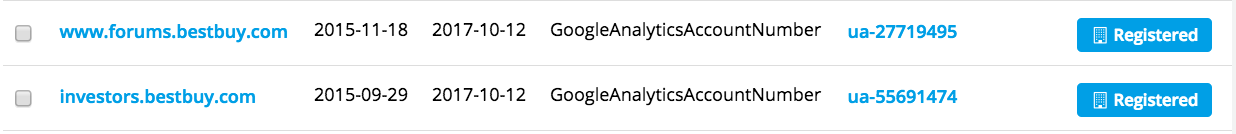 www.forums.bestbuy.com 2015-11-18 2017-10-12 GoogleAnalyticsAccountNumber ua-27719495 Registered
investors.bestbuy.com 2015-09-29 2017-10-12 GoogleAnalyticsAccountNumber ua-55691474 Registered